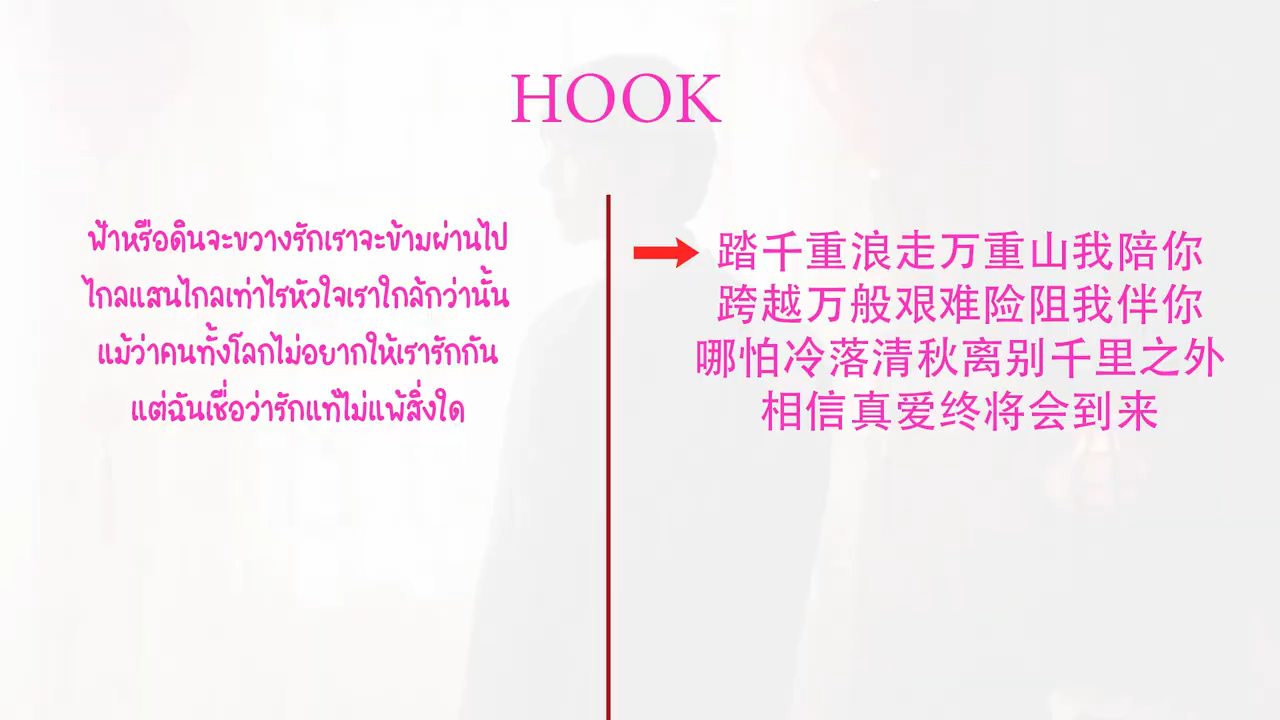 HOOK
ฟ้าหรือดินจะขวางรักเราจะข้ามผ่านไป
ไกลแสนไกลเท่าไรหัวใจเราใกล้กว่านั้น
แม้ว่าคนทั้งโลกไม่อยากให้เรารักกัน
แต่ฉันเชื่อว่ารักแท้ไม่แพ้สิ่งใด
踏千重浪走万重山我陪你
跨越万般艰难险阻我伴你
哪怕冷落清秋离别千里之外
相信真爱终将会到来